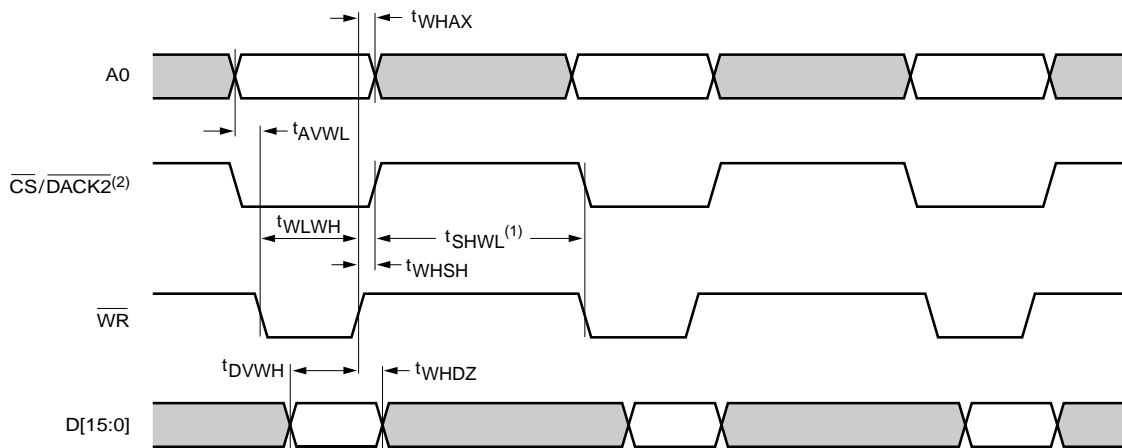 tWHAX
A0
tAVWL
CS/DACK2(2)
tWLWH
tSHWL(1)
tWHSH
WR
tDVWH
tWHDZ
D[15:0]